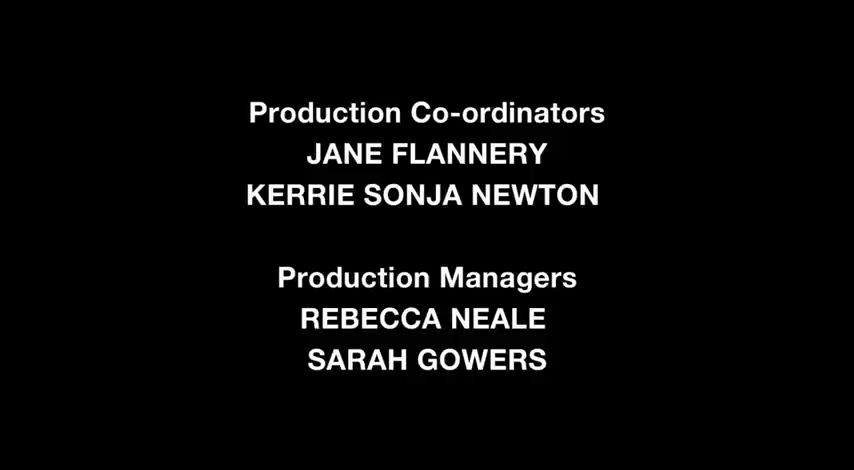 Production Co-ordinators
JANE FLANNERY
KERRIE SONJA NEWTON
Production Managers
REBECCA NEALE
SARAH GOWERS